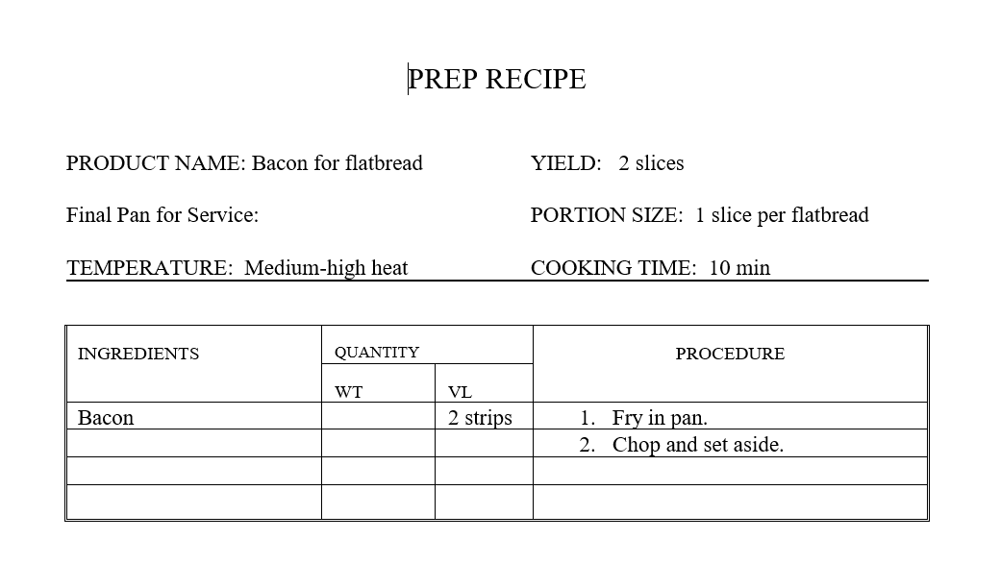 PREP RECIPE
PRODUCT NAME: Bacon for flatbread YIELD: 2 slices
Final Pan for Service: PORTION SIZE: 1 slice per flatbread
TEMPERATURE: Medium-high heat COOKING TIME: 10 min
INGREDIENTS QUANTITY PROCEDURE
WT VL
Bacon 2 strips 1. Fry in pan.
2. Chop and set aside.